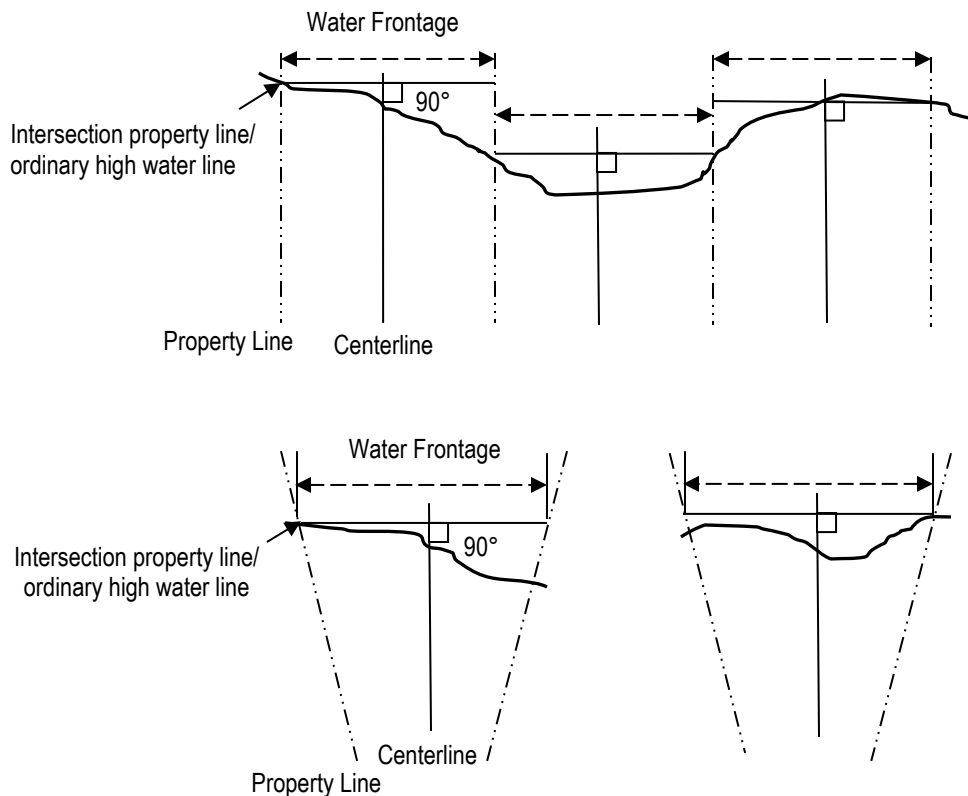 Water Frontage
90°
Intersection property line/
ordinary high water line
Property Line
Centerline
Water Frontage
90°
Intersection property line/
ordinary high water line
Centerline
Property Line